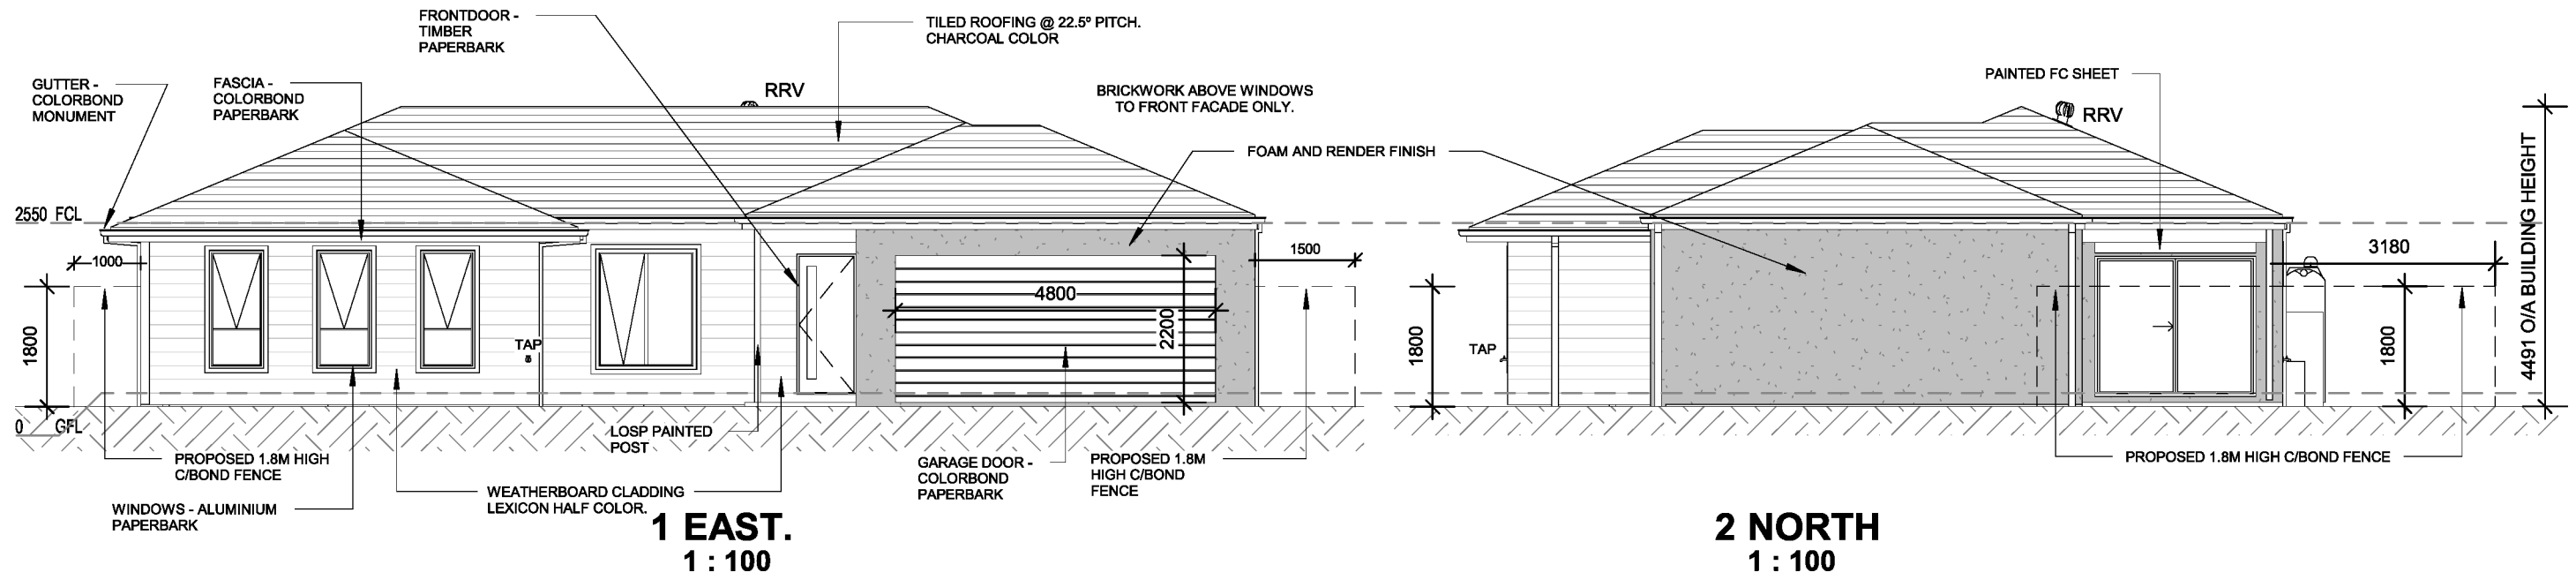 FRONTDOOR -
TIMBER
PAPERBARK
TILED ROOFING @ 22.5° PITCH.
CHARCOAL COLOR
GUTTER -
COLORBOND
MONUMENT
FASCIA -
COLORBOND
PAPERBARK
RRV
BRICKWORK ABOVE WINDOWS
TO FRONT FACADE ONLY.
FOAM AND RENDER FINISH
2550 FCL
1000
1500
4800
2200
1800
TAP
0 GFL
LOSP PAINTED
POST
PROPOSED 1.8M HIGH
C/BOND FENCE
WINDOWS - ALUMINIUM
PAPERBARK
WEATHERBOARD CLADDING
LEXICON HALF COLOR.
GARAGE DOOR -
COLORBOND
PAPERBARK
PROPOSED 1.8M
HIGH C/BOND
FENCE
1 EAST.
1 : 100
PAINTED FC SHEET
RRV
3180
4491 O/A BUILDING HEIGHT
1800
TAP
1800
PROPOSED 1.8M HIGH C/BOND FENCE
2 NORTH
1 : 100